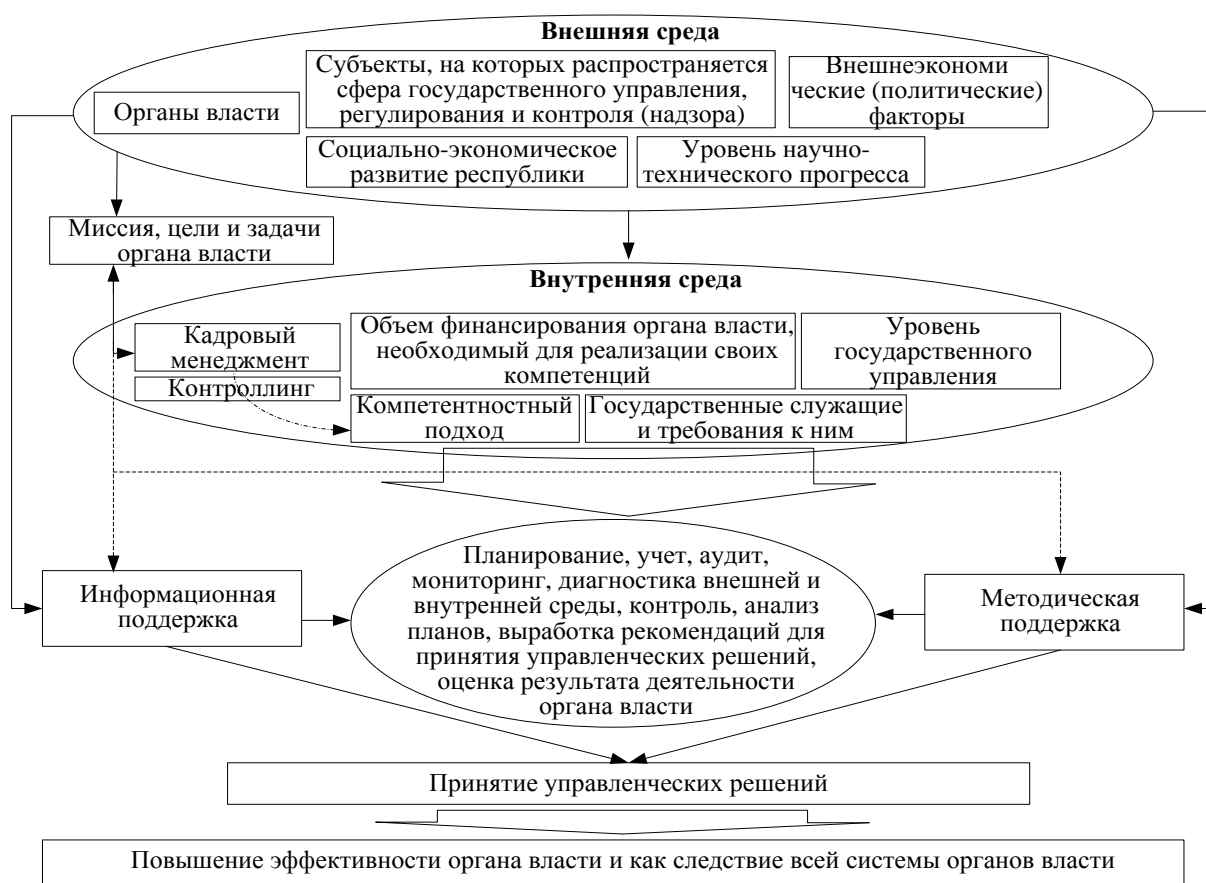 Внешняя среда
Субъекты, на которых распространяется
сфера государственного управления,
регулирования и контроля (надзора)
Внешнеэкономи
ческие (политические)
факторы
Органы власти
Социально-экономическое
развитие республики
Уровень научно-
технического прогресса
Миссия, цели и задачи
органа власти
Внутренняя среда
Кадровый
менеджмент
Объем финансирования органа власти,
необходимый для реализации своих
компетенций
Уровень
государственного
управления
Контроллинг
Компетентностный
подход
Государственные служащие
и требования к ним
Информационная
поддержка
Планирование, учет, аудит,
мониторинг, диагностика внешней и
внутренней среды, контроль, анализ
планов, выработка рекомендаций для
принятия управленческих решений,
оценка результата деятельности
органа власти
Методическая
поддержка
Принятие управленческих решений
Повышение эффективности органа власти и как следствие всей системы органов власти